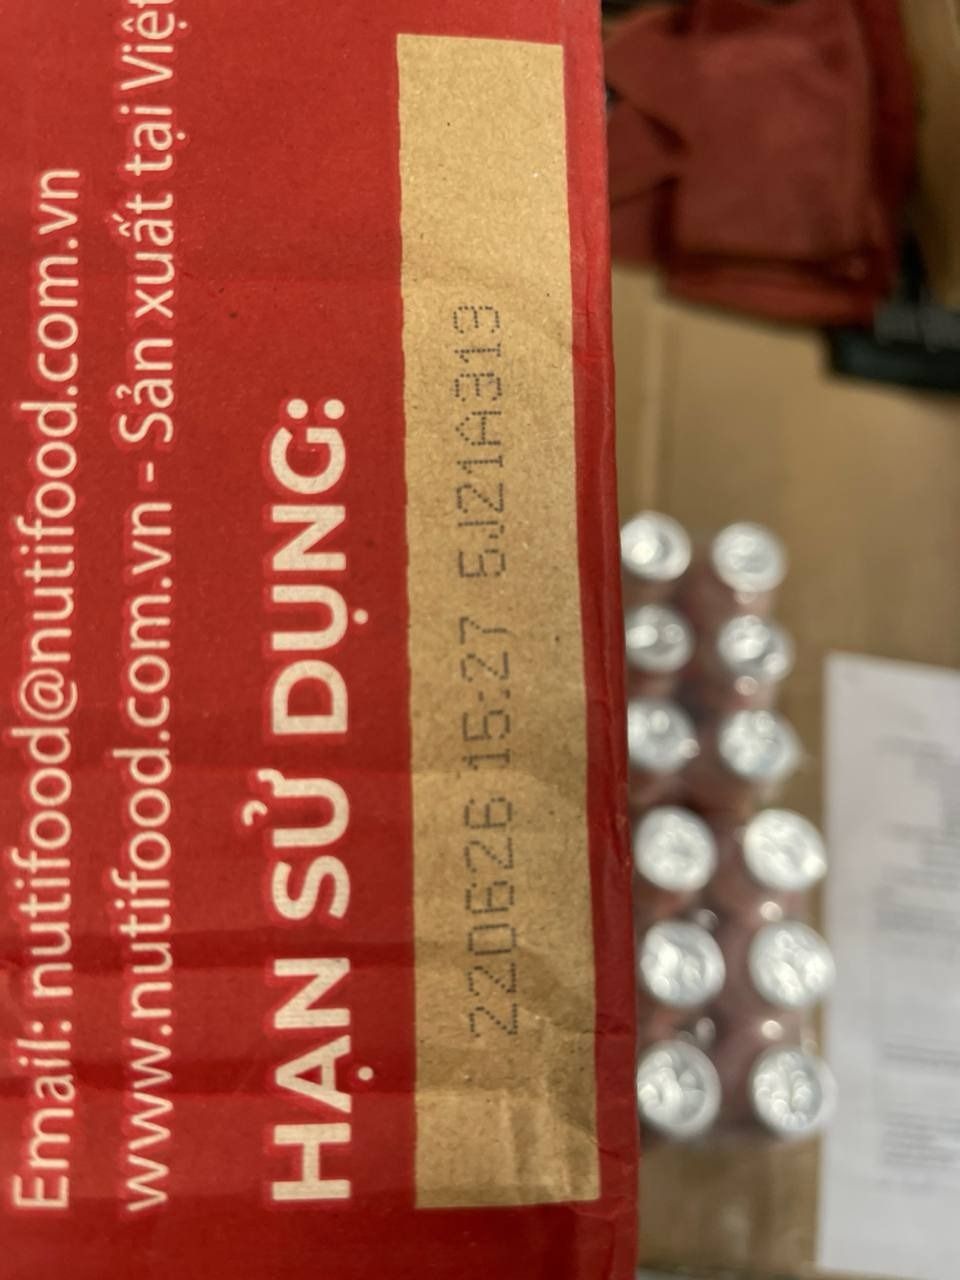 Email: nutifood@nutifood.com.vn
www.nutifood.com.vn - Sản xuất tại Việt
HẠN SỬ DỤNG:
220626 15:27 5J21A313